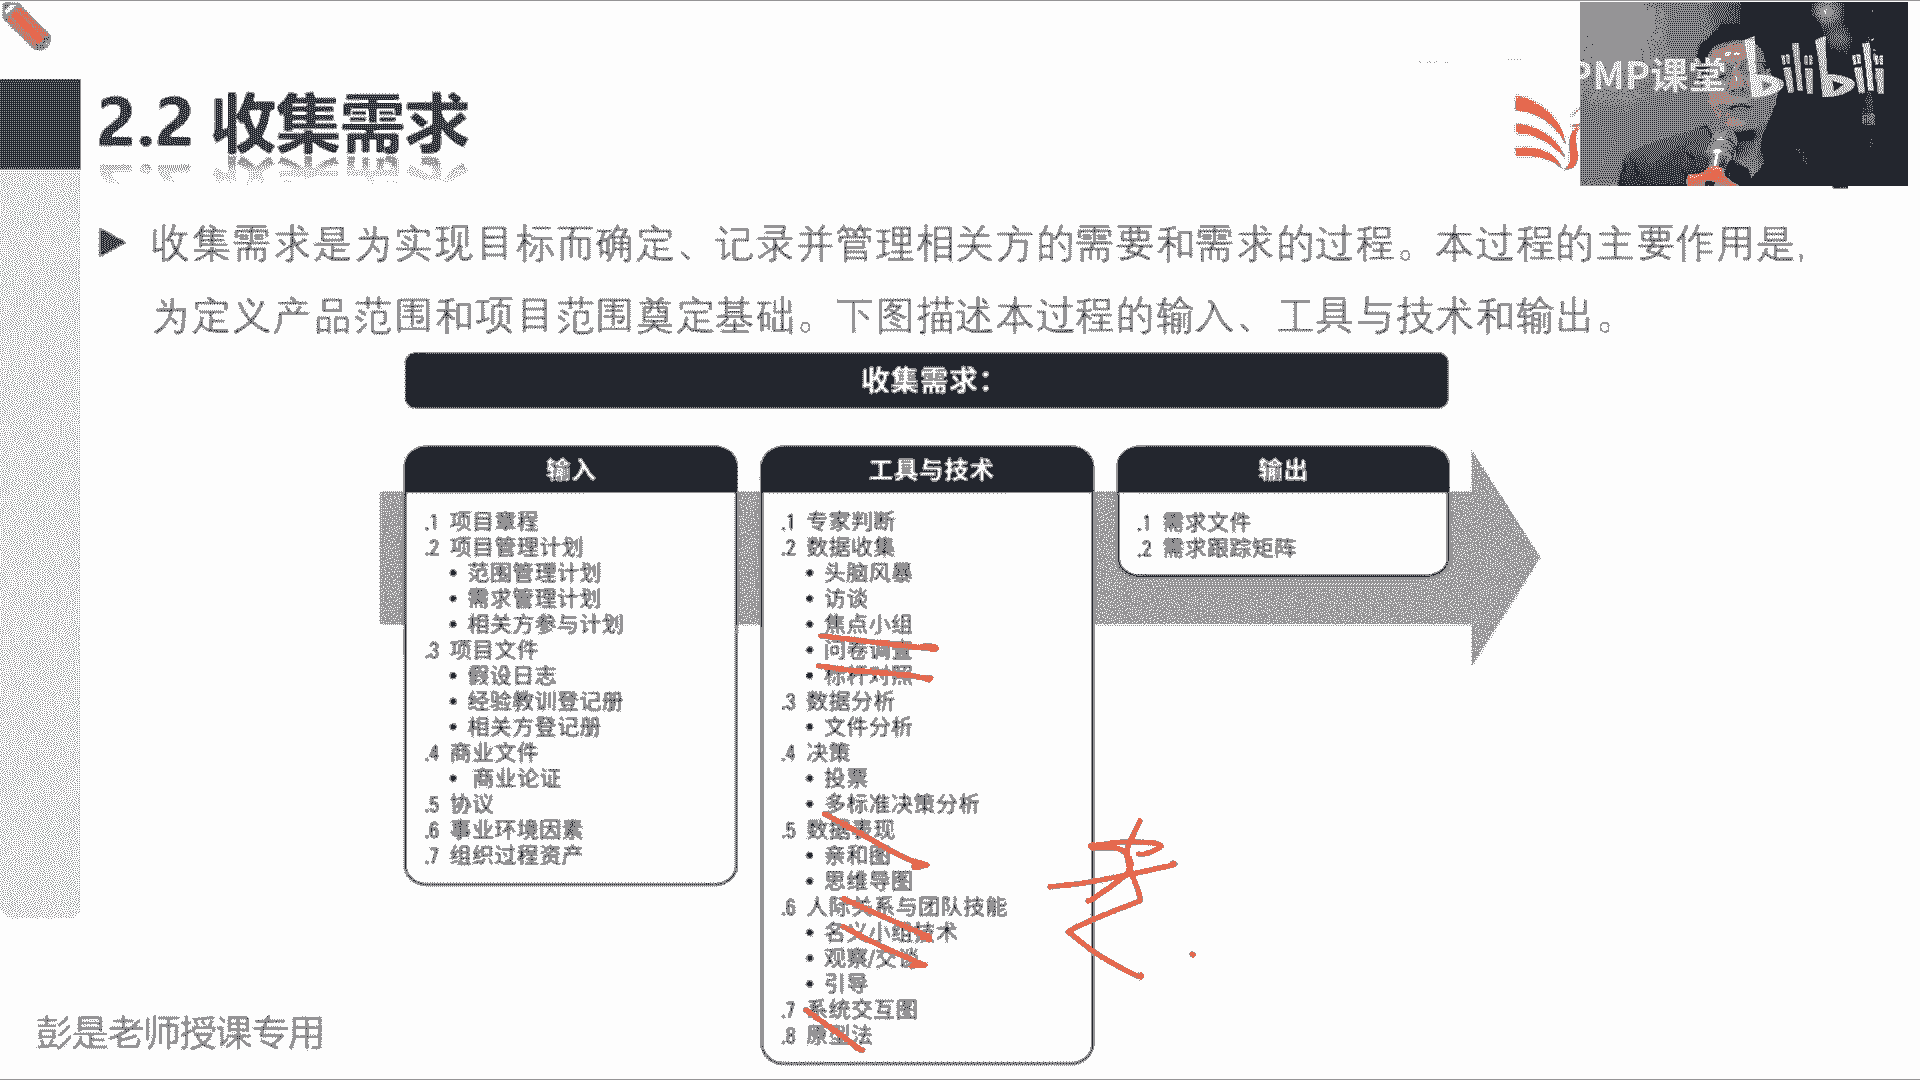 PMP课堂
bilibili
2.2 收集需求
收集需求是为实现目标而确定、记录并管理相关方的需要和需求的过程。本过程的主要作用是,
为定义产品范围和项目范围奠定基础。下图描述本过程的输入、工具与技术和输出。
收集需求:
输入
.1 项目章程
.2 项目管理计划
• 范围管理计划
• 需求管理计划
• 相关方参与计划
.3 项目文件
• 假设日志
• 经验教训登记册
• 相关方登记册
.4 商业文件
• 商业论证
.5 协议
.6 事业环境因素
.7 组织过程资产
工具与技术
.1 专家判断
.2 数据收集
• 头脑风暴
• 访谈
• 焦点小组
• 问卷调查
• 标杆对照
.3 数据分析
• 文件分析
.4 决策
• 投票
• 多标准决策分析
.5 数据表现
• 亲和图
• 思维导图
.6 人际关系与团队技能
• 名义小组技术
• 观察/交谈
• 引导
.7 系统交互图
.8 原型法
输出
.1 需求文件
.2 需求跟踪矩阵
彭是老师授课专用